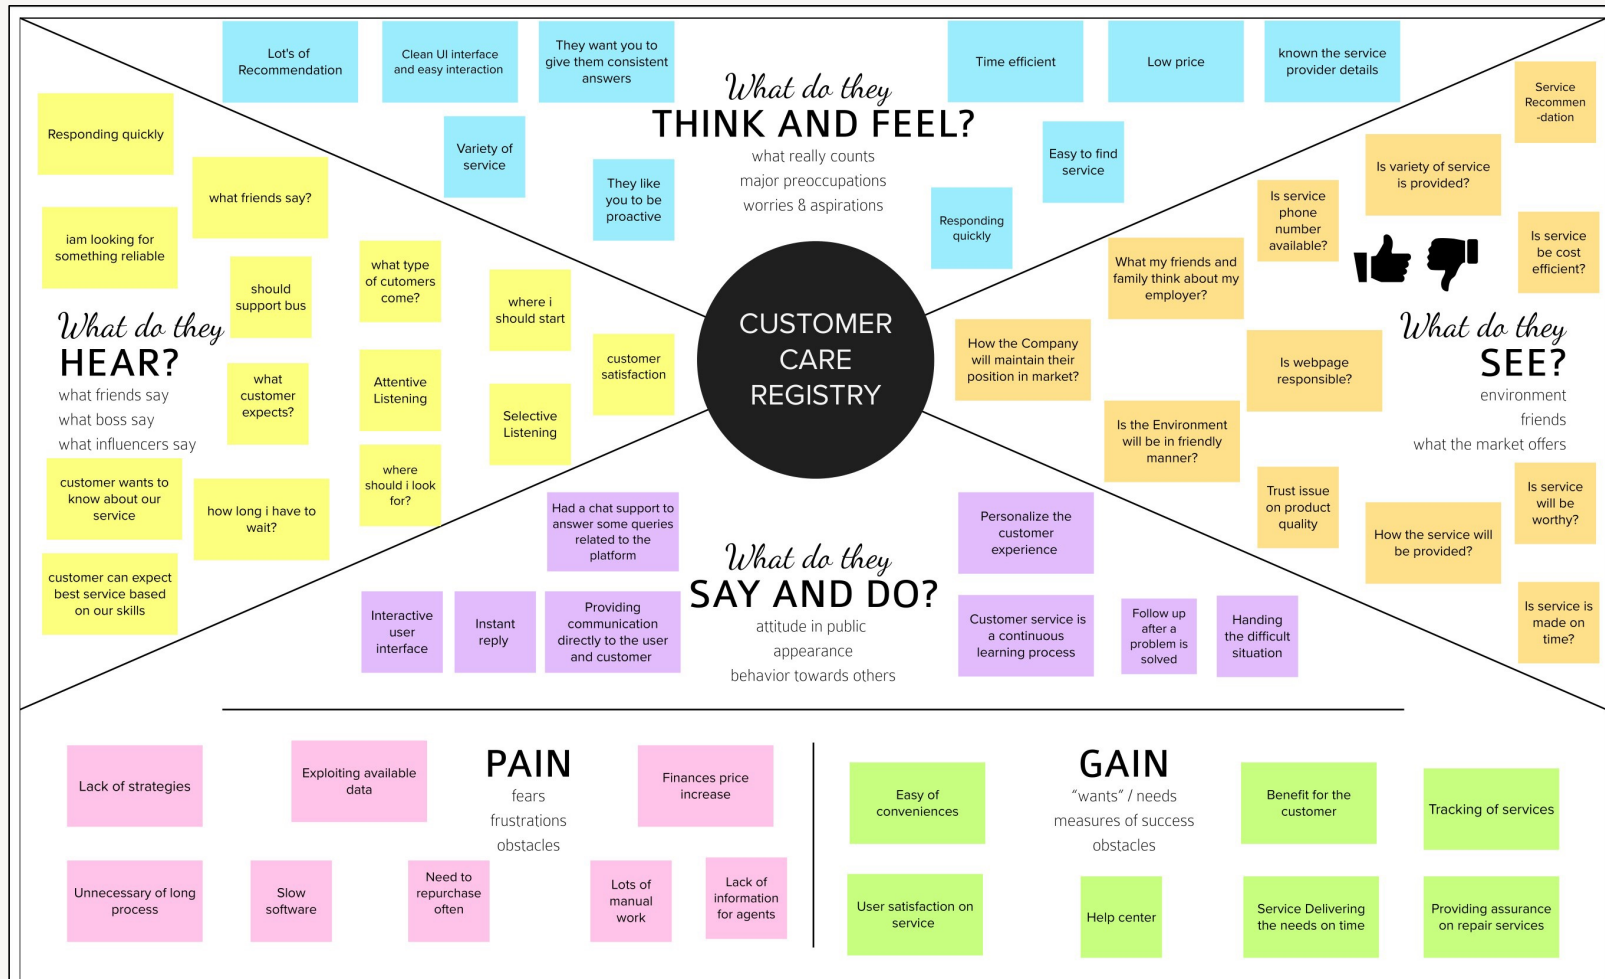 Lot's of
Recommendation
Clean UI interface
and easy interaction
They want you to
give them consistent
answers
Variety of
service
They like
you to be
proactive
What do they
THINK AND FEEL?
what really counts
major preoccupations
worries & aspirations
Time efficient
Low price
known the service
provider details
Easy to find
service
Responding
quickly
Responding quickly
what friends say?
iam looking for
something reliable
should
support bus
what type
of cutomers
come?
where i
should start
customer
satisfaction
What do they
HEAR?
what friends say
what boss say
what influencers say
what
customer
expects?
Attentive
Listening
Selective
Listening
customer wants to
know about our
service
how long i have to
wait?
where
should i look
for?
customer can expect
best service based
on our skills
CUSTOMER
CARE
REGISTRY
Service
Recommen
-dation
Is variety of service
is provided?
Is service
phone
number
available?
Is service
be cost
efficient?
What my friends and
family think about my
employer?
How the Company
will maintain their
position in market?
Is webpage
responsible?
What do they
SEE?
environment
friends
what the market offers
Is the Environment
will be in friendly
manner?
Trust issue
on product
quality
How the service will
be provided?
Is service
will be
worthy?
Is service is
made on
time?
Had a chat support to
answer some queries
related to the
platform
Interactive
user
interface
Instant
reply
Providing
communication
directly to the user
and customer
What do they
SAY AND DO?
attitude in public
appearance
behavior towards others
Personalize the
customer
experience
Customer service is
a continuous
learning process
Follow up
after a
problem is
solved
Handing
the difficult
situation
PAIN
fears
frustrations
obstacles
Lack of strategies
Exploiting available
data
Finances price
increase
Unnecessary of long
process
Slow
software
Need to
repurchase
often
Lots of
manual
work
Lack of
information
for agents
GAIN
“wants” / needs
measures of success
obstacles
Easy of
conveniences
Benefit for the
customer
Tracking of services
User satisfaction on
service
Help center
Service Delivering
the needs on time
Providing assurance
on repair services